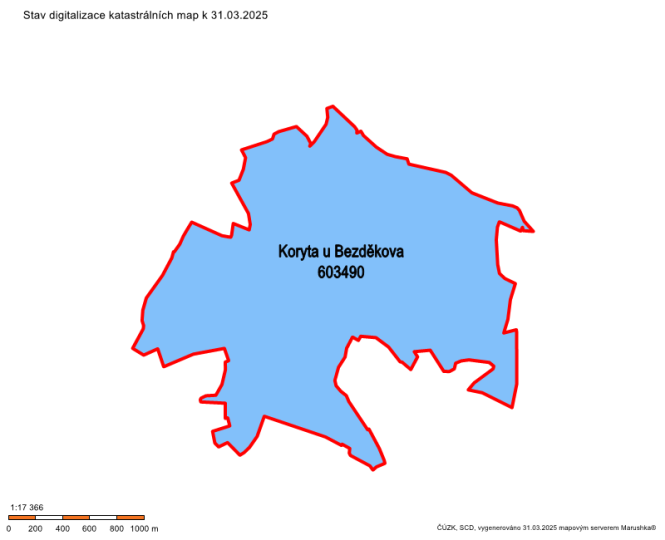 Stav digitalizace katastrálních map k 31.03.2025
Koryta u Bezděkova
603490
1:17 366
0 200 400 600 800 1000 m
ČÚZK, SCD, vygenerováno 31.03.2025 mapovým serverem Marushka®